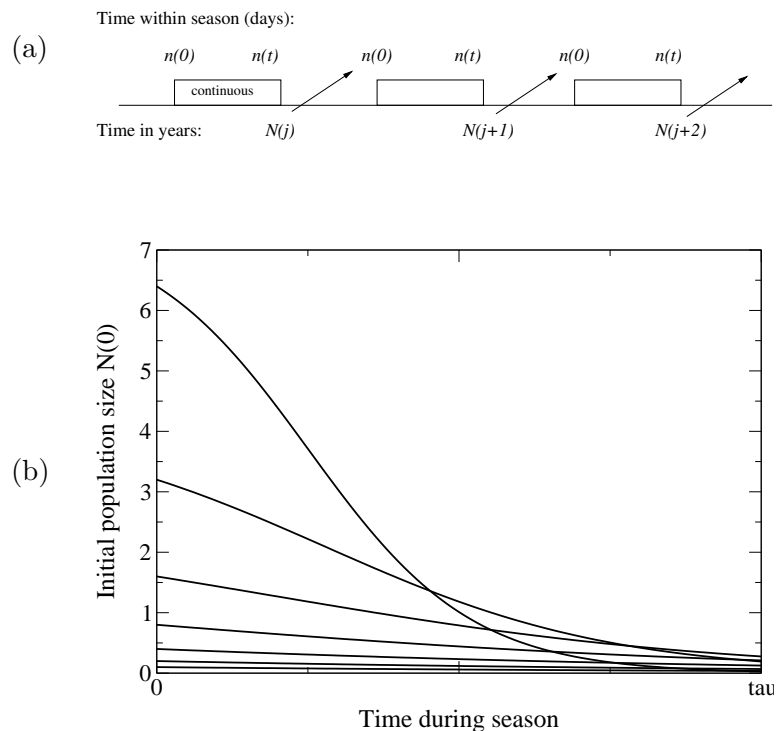 Time within season (days):
(a)
n(0) n(t) n(0) n(t) n(0) n(t)
continuous
Time in years: N(j) N(j+1) N(j+2)
(b)
Initial population size N(0)
7
6
5
4
3
2
1
0
0 tau
Time during season